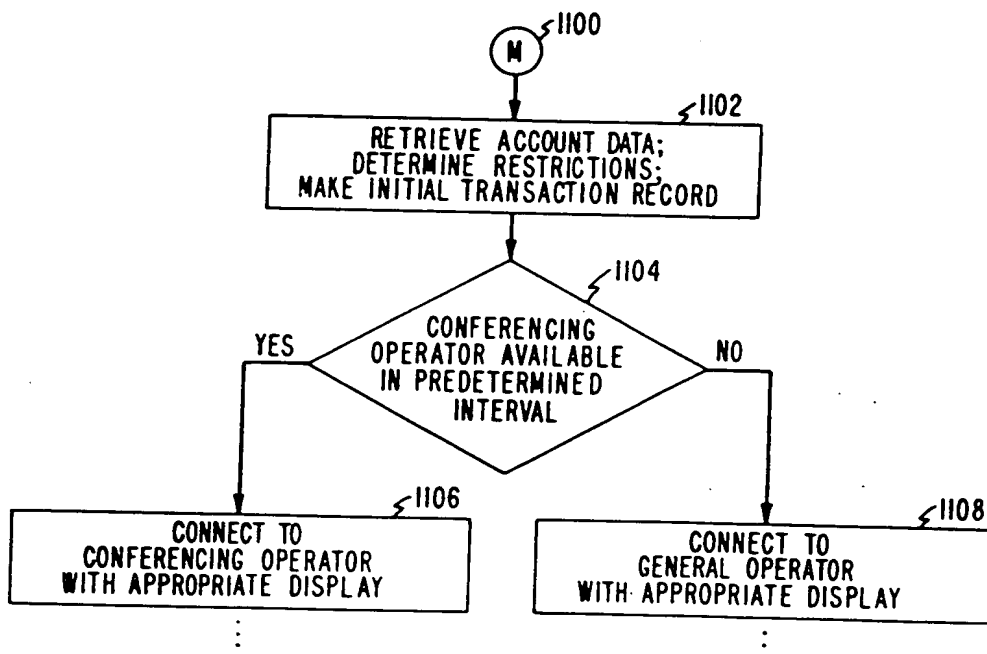 1100
M
1102
RETRIEVE ACCOUNT DATA;
DETERMINE RESTRICTIONS;
MAKE INITIAL TRANSACTION RECORD
1104
CONFERENCING
OPERATOR AVAILABLE
IN PREDETERMINED
INTERVAL
YES
NO
1106
CONNECT TO
CONFERENCING OPERATOR
WITH APPROPRIATE DISPLAY
1108
CONNECT TO
GENERAL OPERATOR
WITH APPROPRIATE DISPLAY